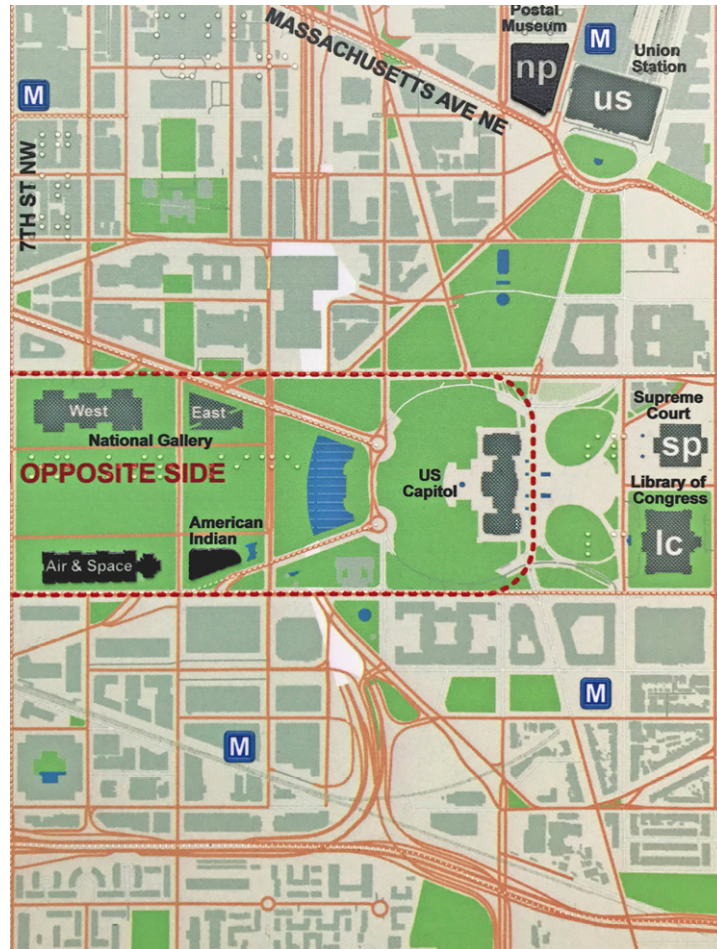 Postal
Museum
np
M
Union
Station
us
MASSACHUSETTS AVE NE
M
7TH ST NW
West
East
National Gallery
OPPOSITE SIDE
US
Capitol
Supreme
Court
sp
Library of
Congress
lc
American
Indian
Air & Space
M
M